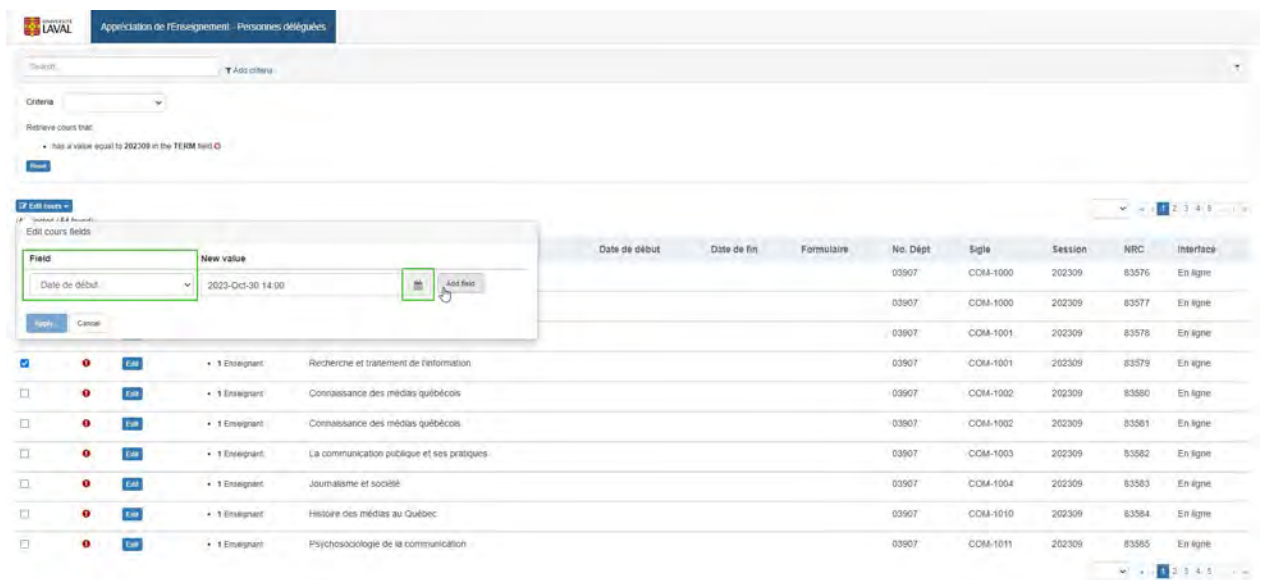 UNIVERSITÉ
LAVAL
Appréciation de l'Enseignement - Personnes déléguées
Search...
Add criteria
Criteria
Retrieve cours that:
• has a value equal to 202309 in the TERM field
Reset
Edit cours
1 2 3 4 5
Edit cours fields
Field New value
Date de début 2023-Oct-30 14:00 Add field
Apply... Cancel
Date de début Date de fin Formulaire No. Dépt Sigle Session NRC Interface
03907 COM-1000 202309 83576 En ligne
03907 COM-1000 202309 83577 En ligne
03907 COM-1001 202309 83578 En ligne
Edit • 1 Enseignant Recherche et traitement de l'information 03907 COM-1001 202309 83579 En ligne
Edit • 1 Enseignant Connaissance des médias québécois 03907 COM-1002 202309 83580 En ligne
Edit • 1 Enseignant Connaissance des médias québécois 03907 COM-1002 202309 83581 En ligne
Edit • 1 Enseignant La communication publique et ses pratiques 03907 COM-1003 202309 83582 En ligne
Edit • 1 Enseignant Journalisme et société 03907 COM-1004 202309 83583 En ligne
Edit • 1 Enseignant Histoire des médias au Québec 03907 COM-1010 202309 83584 En ligne
Edit • 1 Enseignant Psychosociologie de la communication 03907 COM-1011 202309 83585 En ligne
1 2 3 4 5